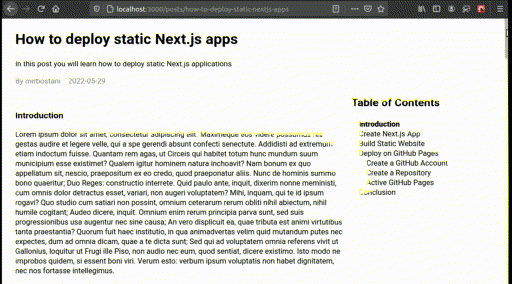 localhost:3000/posts/how-to-deploy-static-nextjs-apps
How to deploy static Next.js apps
In this post you will learn how to deploy static Next.js applications
By mirbostani 2022-05-29
Introduction
Lorem ipsum dolor sit amet, consectetur adipiscing elit. Maximeque eos videre possumus res
gestas audire et legere velle, qui a spe gerendi absunt confecti senectute. Addidisti ad extremum
etiam indoctum fuisse. Quantam rem agas, ut Circeis qui habitet totum hunc mundum suum
municipium esse existimet? Qualem igitur hominem natura inchoavit? Nam bonum ex quo
appellatum sit, nescio, praepositum ex eo credo, quod praeponatur aliis. Nunc de hominis summo
bono quaeritur; Duo Reges: constructio interrete. Quid paulo ante, inquit, dixerim nonne meministi,
cum omnis dolor detractus esset, variari, non augeri voluptatem? Mihi, inquam, qui te id ipsum
rogavi? Quo studio cum satiari non possint, omnium ceterarum rerum obliti nihil abiectum, nihil
humile cogitant; Audeo dicere, inquit. Omnium enim rerum principia parva sunt, sed suis
progressionibus usa augentur nec sine causa; An vero displicuit ea, quae tributa est animi virtutibus
tanta praestantia? Quorum fuit haec institutio, in qua animadvertas velim quid mutandum putes nec
expectes, dum ad omnia dicam, quae a te dicta sunt; Sed qui ad voluptatem omnia referens vivit ut
Gallonius, loquitur ut Frugi ille Piso, non audio nec eum, quod sentiat, dicere existimo. Isto modo ne
improbos quidem, si essent boni viri. Verum esto: verbum ipsum voluptatis non habet dignitatem,
nec nos fortasse intellegimus.
Table of Contents
Introduction
Create Next.js App
Build Static Website
Deploy on GitHub Pages
Create a GitHub Account
Create a Repository
Active GitHub Pages
Conclusion